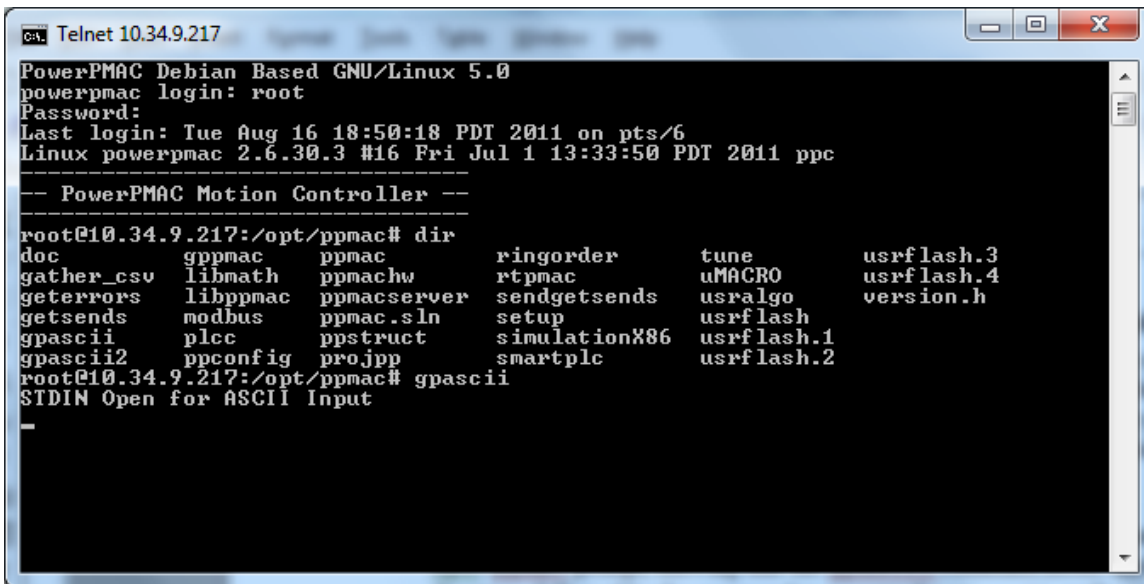 Telnet 10.34.9.217
PowerPMAC Debian Based GNU/Linux 5.0
powerpmac login: root
Password:
Last login: Tue Aug 16 18:50:18 PDT 2011 on pts/6
Linux powerpmac 2.6.30.3 #16 Fri Jul 1 13:33:50 PDT 2011 ppc
-----------------------------------
-- PowerPMAC Motion Controller --
-----------------------------------
root@10.34.9.217:/opt/ppmac# dir
doc gppmac ppmac ringorder tune usrflash.3
gather_csv libmath ppmachw rtpmac uMACRO usrflash.4
geterrors libppmac ppmacserver sendgetsends usralgo version.h
getsends modbus ppmac.sln setup usrflash
gpascii plcc ppstruct simulationX86 usrflash.1
gpascii2 ppconfig projpp smartplc usrflash.2
root@10.34.9.217:/opt/ppmac# gpascii
STDIN Open for ASCII Input